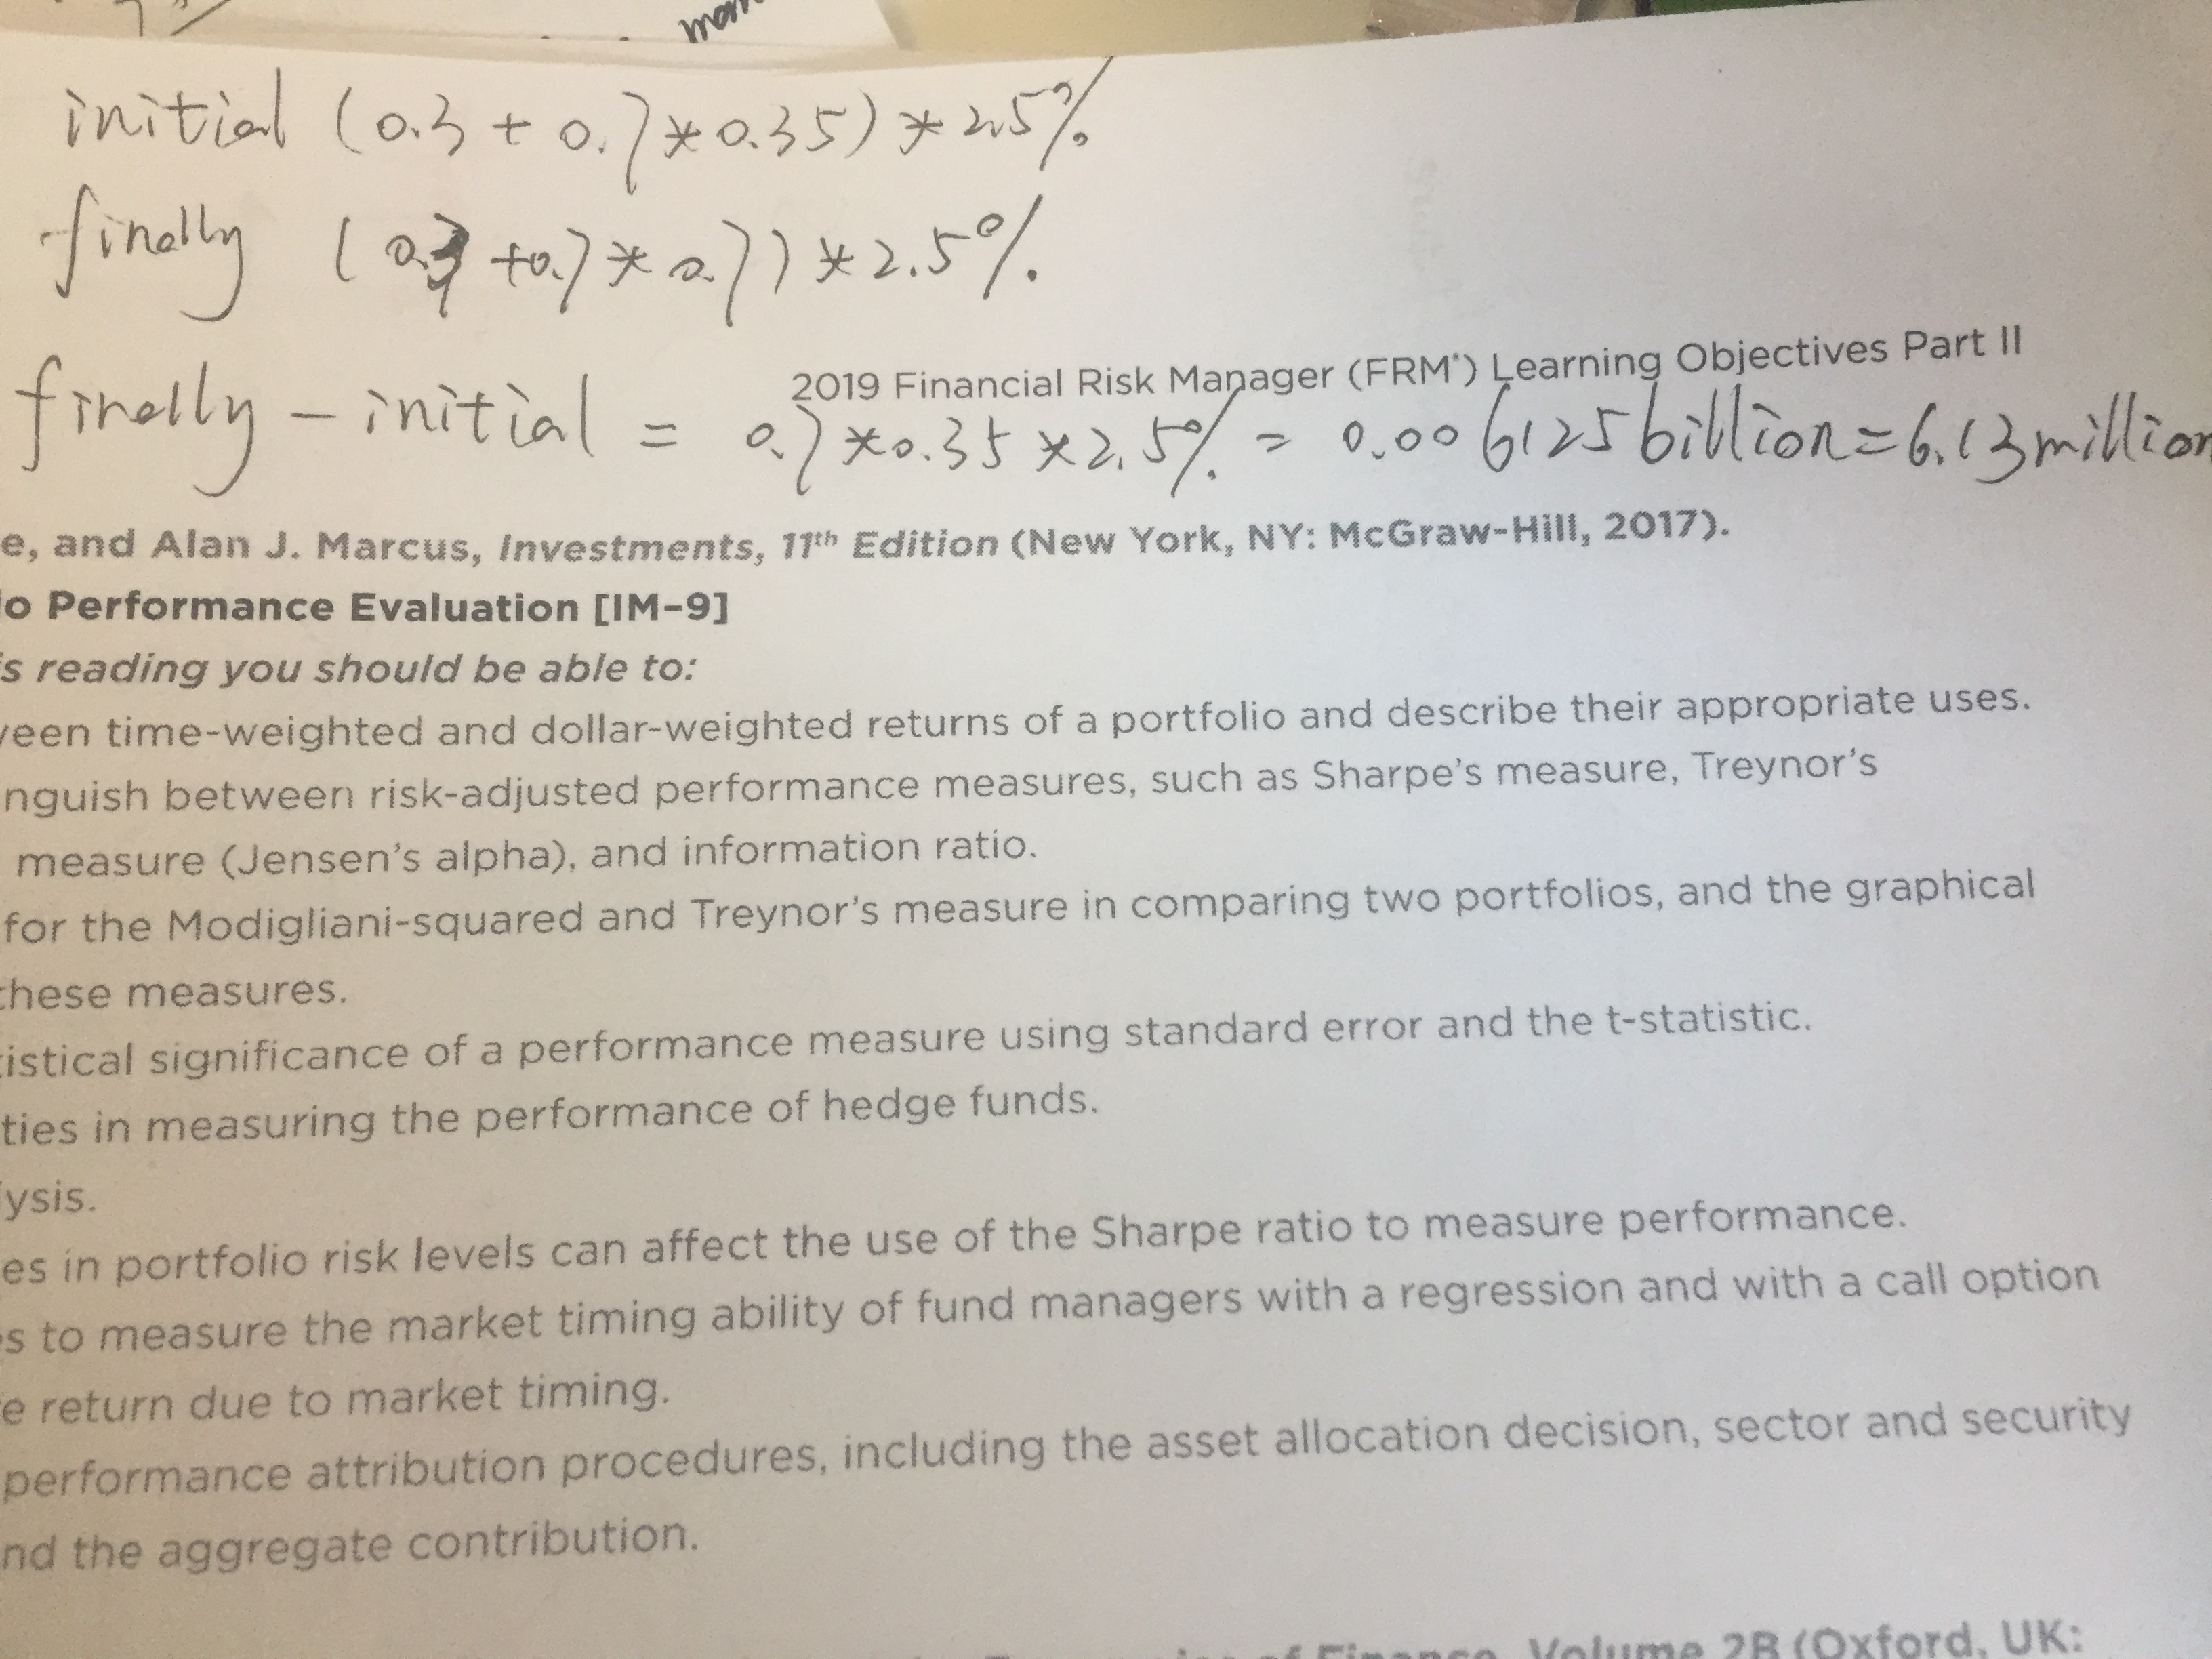 mom
initial (0.3 + 0.7 * 0.35) * 2.5%
finally (0.3 + 0.7 * 0.7) * 2.5%
2019 Financial Risk Manager (FRM®) Learning Objectives Part II
finally - initial = 0.7 * 0.35 * 2.5% = 0.006125 billion = 6.13 million
e, and Alan J. Marcus, Investments, 11th Edition (New York, NY: McGraw-Hill, 2017).
io Performance Evaluation [IM–9]
s reading you should be able to:
veen time-weighted and dollar-weighted returns of a portfolio and describe their appropriate uses.
nguish between risk-adjusted performance measures, such as Sharpe's measure, Treynor's
measure (Jensen's alpha), and information ratio.
for the Modigliani-squared and Treynor's measure in comparing two portfolios, and the graphical
these measures.
tistical significance of a performance measure using standard error and the t-statistic.
ties in measuring the performance of hedge funds.
lysis.
es in portfolio risk levels can affect the use of the Sharpe ratio to measure performance.
s to measure the market timing ability of fund managers with a regression and with a call option
e return due to market timing.
performance attribution procedures, including the asset allocation decision, sector and security
nd the aggregate contribution.
of Finance, Volume 2B (Oxford, UK: